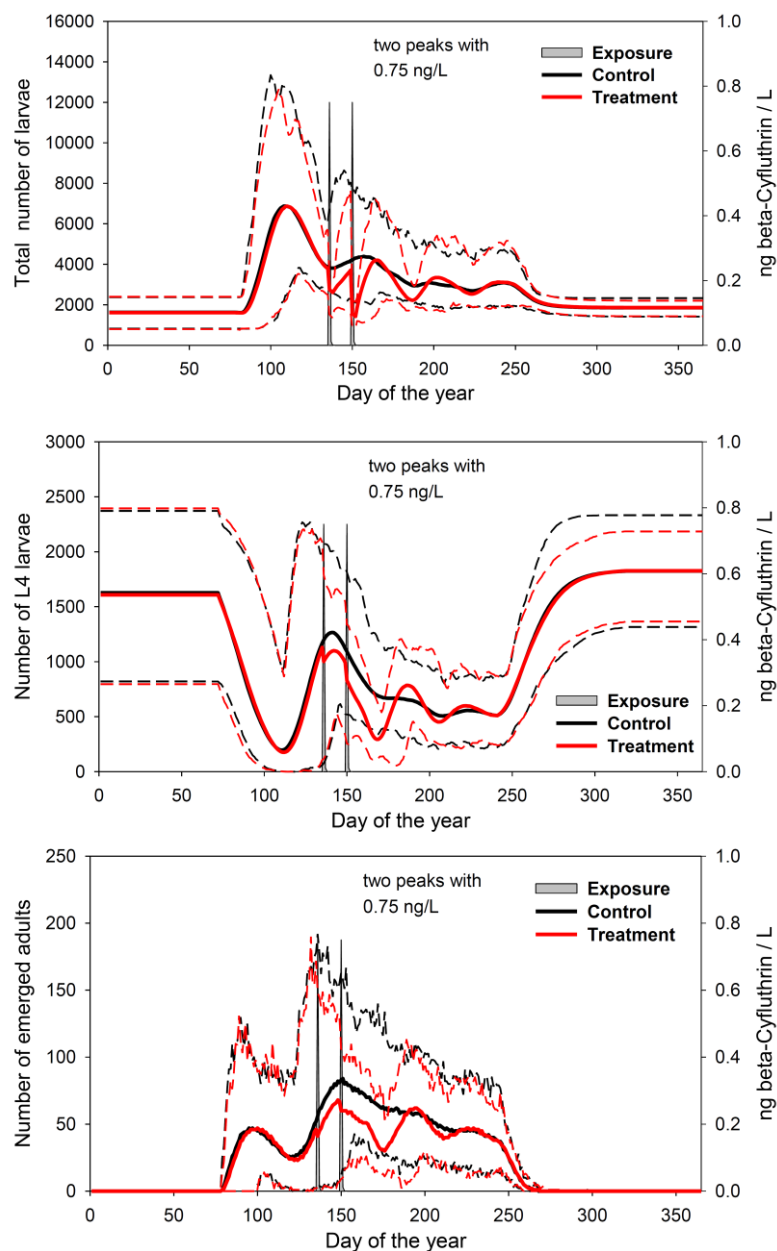 two peaks with
0.75 ng/L
Exposure
Control
Treatment
Total number of larvae
16000
14000
12000
10000
8000
6000
4000
2000
0
1.0
0.8
0.6
0.4
0.2
0.0
ng beta-Cyfluthrin / L
0 50 100 150 200 250 300 350
Day of the year
two peaks with
0.75 ng/L
Exposure
Control
Treatment
Number of L4 larvae
3000
2500
2000
1500
1000
500
0
1.0
0.8
0.6
0.4
0.2
0.0
ng beta-Cyfluthrin / L
0 50 100 150 200 250 300 350
Day of the year
two peaks with
0.75 ng/L
Exposure
Control
Treatment
Number of emerged adults
250
200
150
100
50
0
1.0
0.8
0.6
0.4
0.2
0.0
ng beta-Cyfluthrin / L
0 50 100 150 200 250 300 350
Day of the year